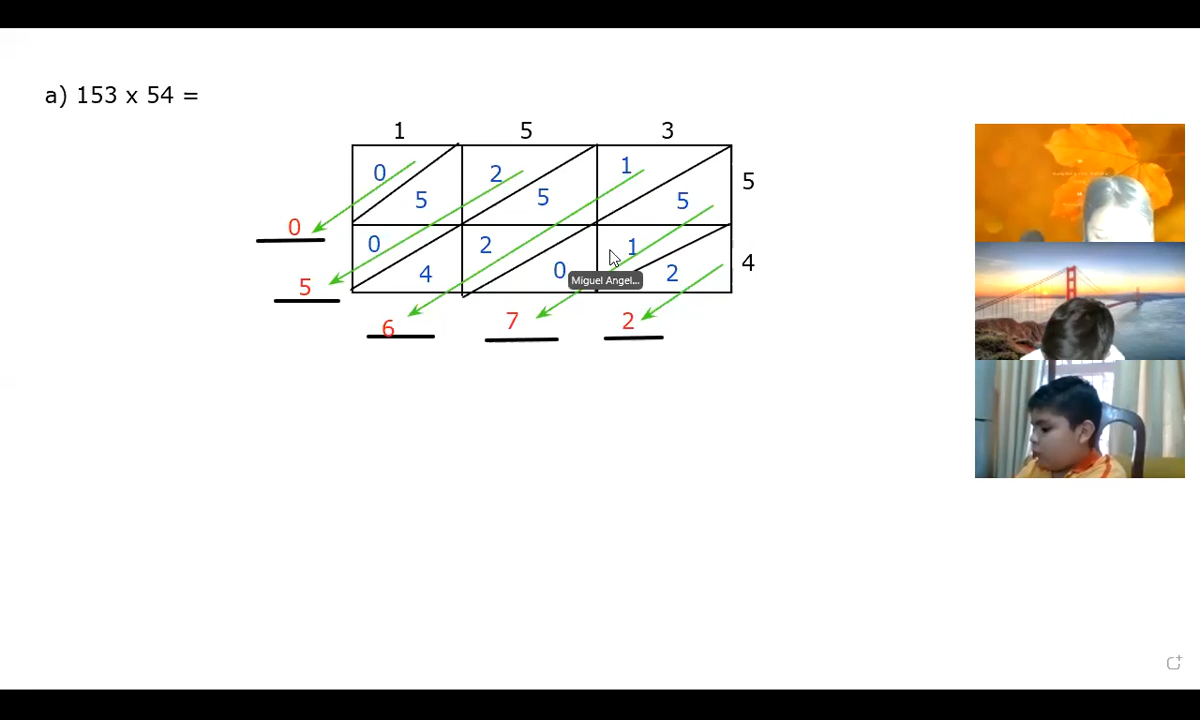 a) 153 x 54 =
1 5 3
0 2 1
5 5 5 5
0
0 2 1 4
4 0 2
Miguel Angel...
5
6 7 2